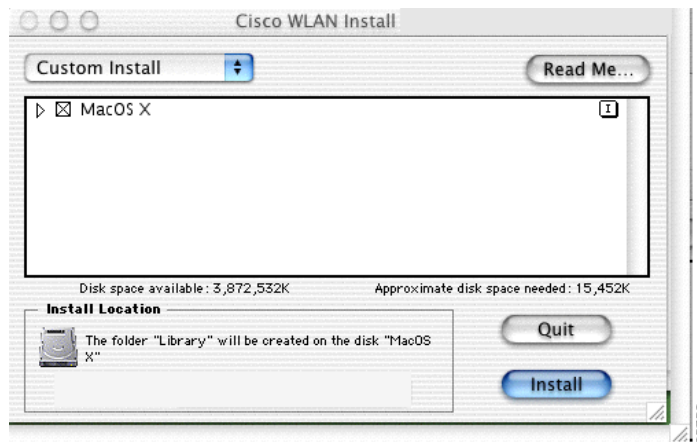 Cisco WLAN Install
Custom Install
Read Me...
MacOS X
I
Disk space available: 3,872,532K
Approximate disk space needed: 15,452K
Install Location
The folder "Library" will be created on the disk "MacOS
X"
Quit
Install